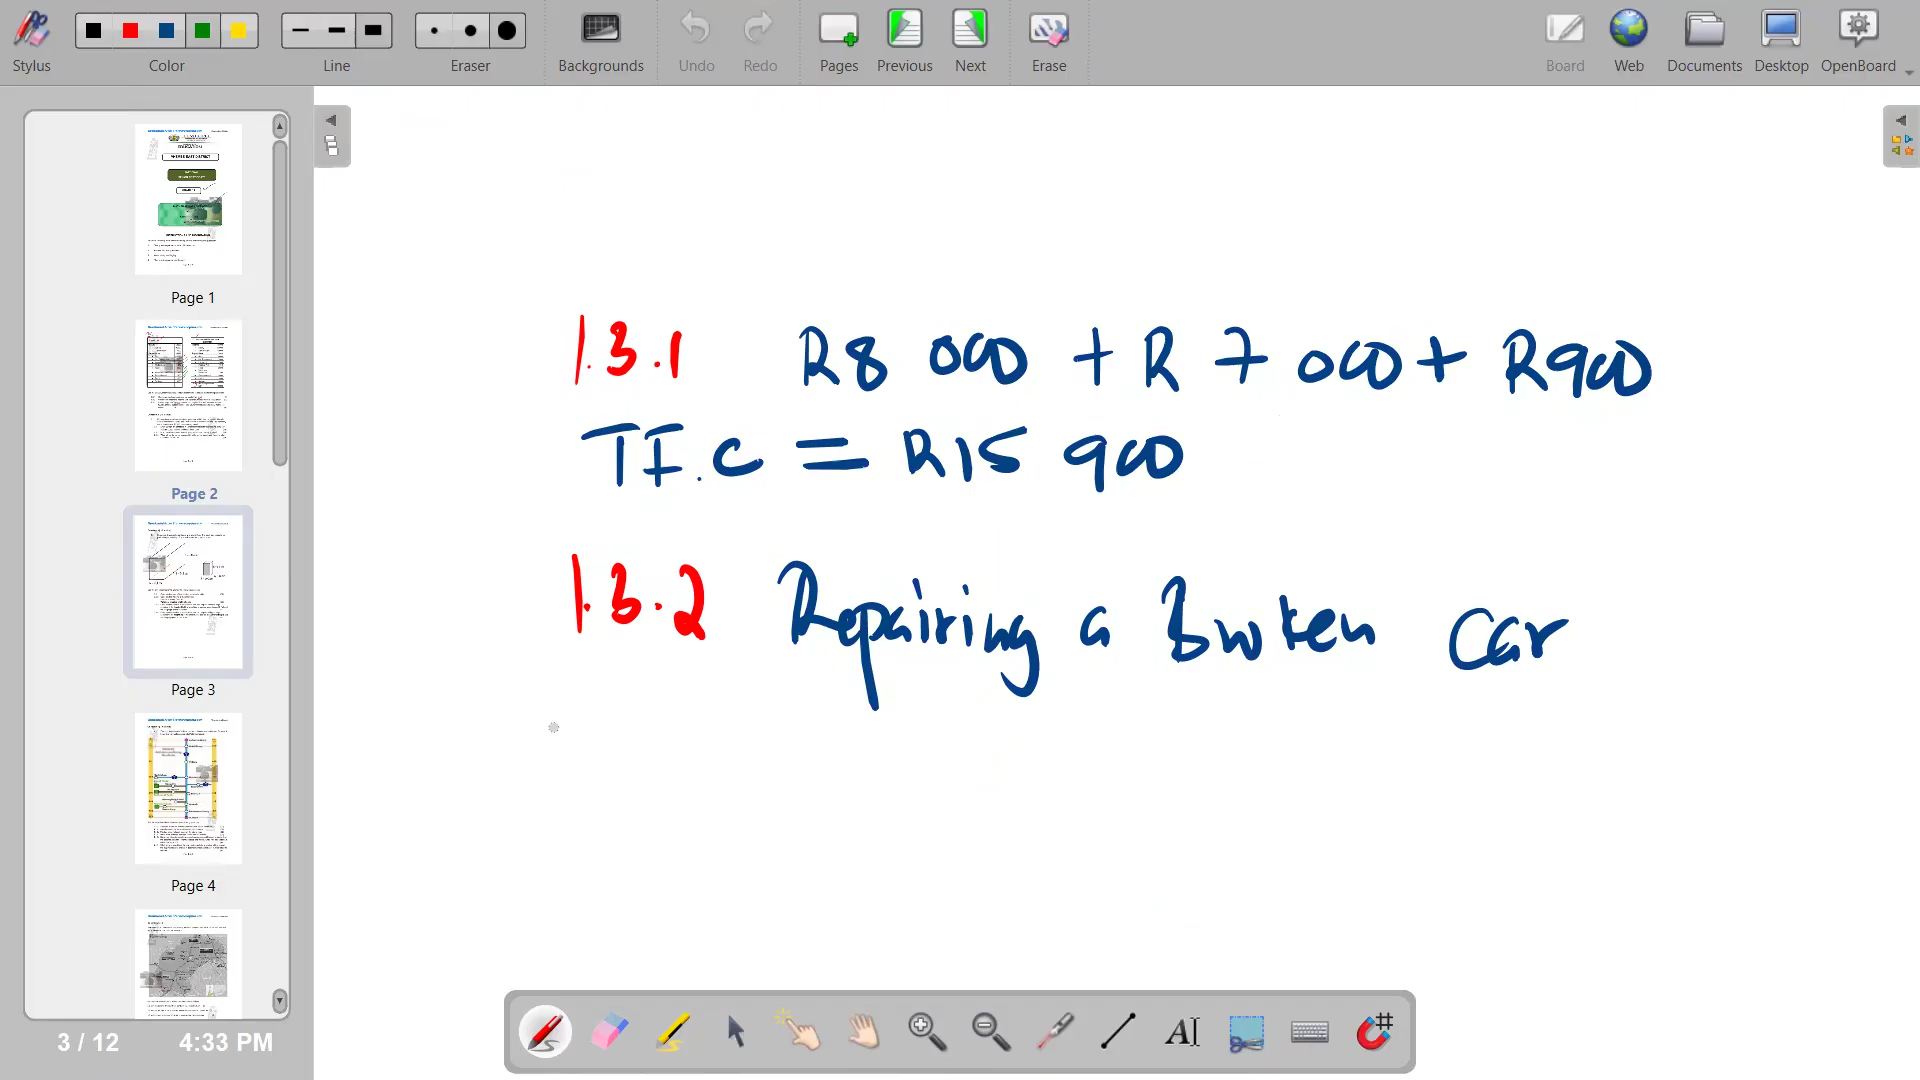 Stylus
Color
Line
Eraser
Backgrounds
Undo
Redo
Pages
Previous
Next
Erase
Board
Web
Documents
Desktop
OpenBoard
Page 1
Page 2
Page 3
Page 4
3 / 12
4:33 PM
1.3.1 R8 000 + R 7 000 + R900
TF.C = R15 900
1.3.2 Repairing a Broken car